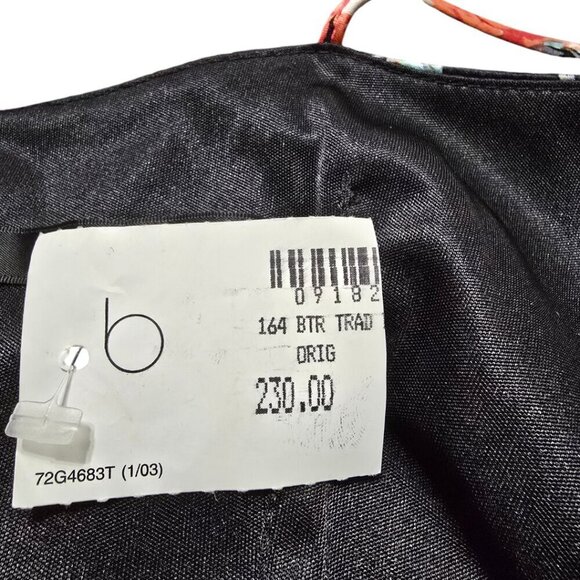 b
09182
164 BTR TRAD
ORIG
230.00
72G4683T (1/03)